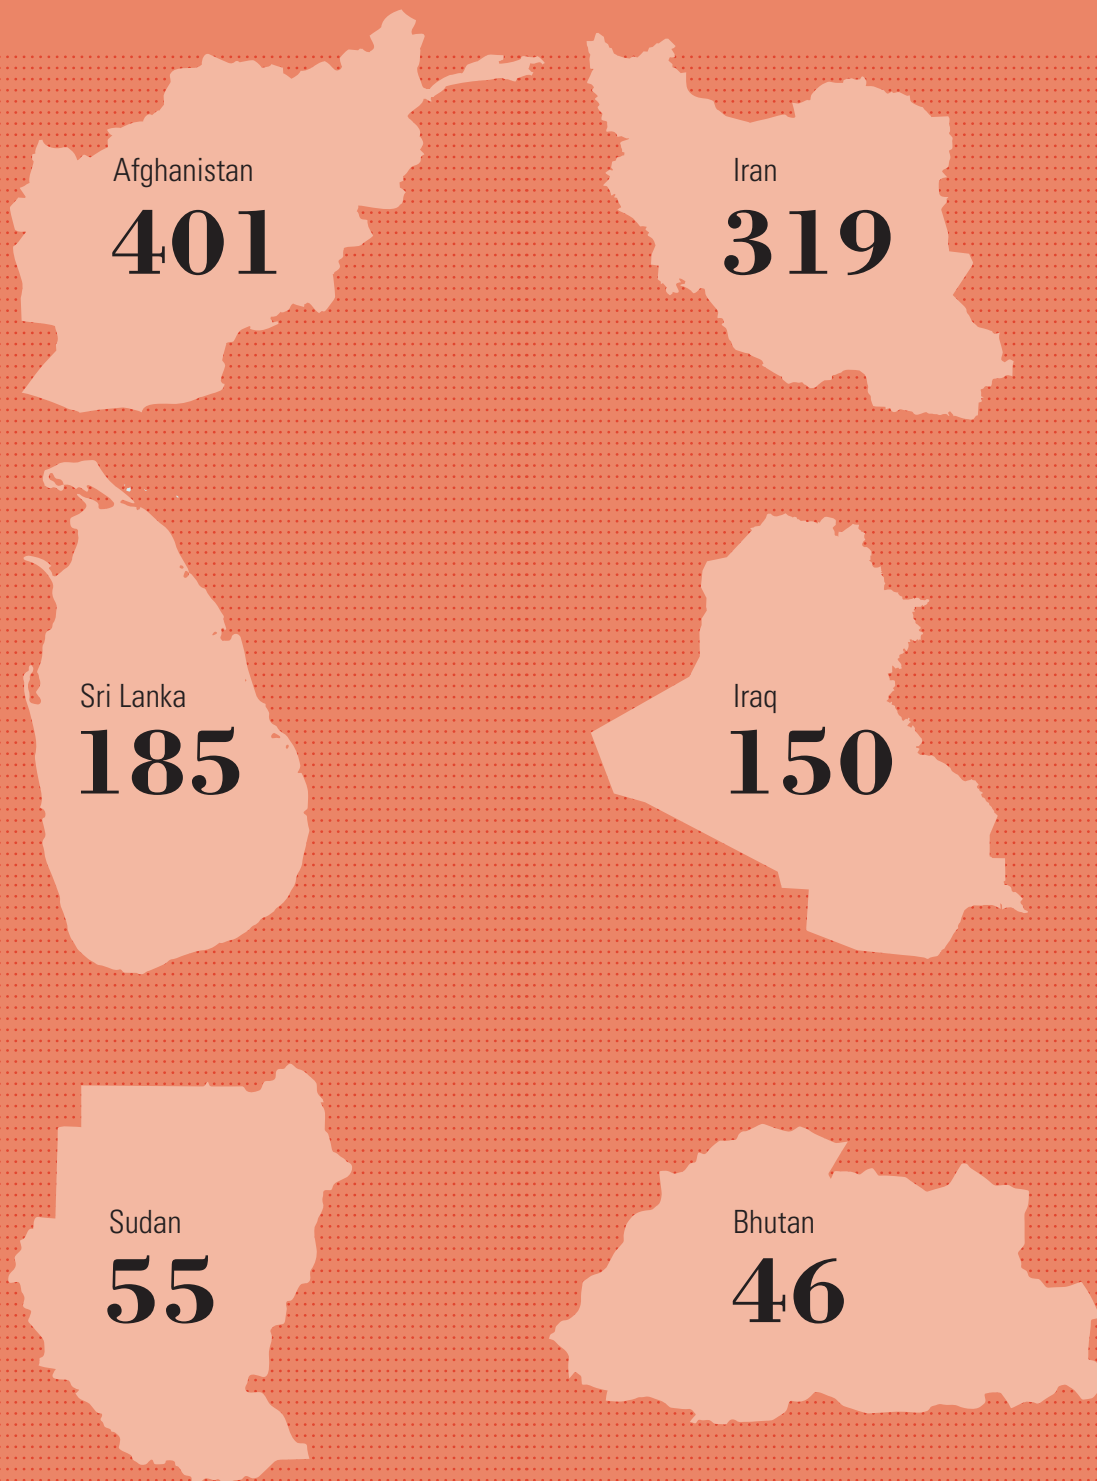 Afghanistan
401
Iran
319
Sri Lanka
185
Iraq
150
Sudan
55
Bhutan
46